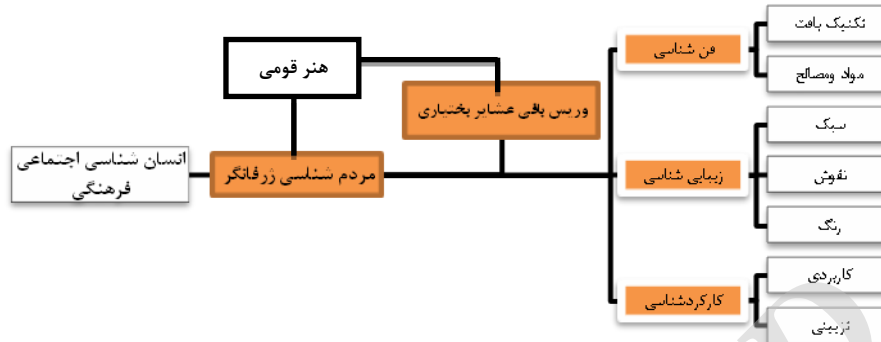 هنر قومی
وریس بافی عشایر بختیاری
مردم شناسی ژرفانگر
انسان شناسی اجتماعی
فرهنگی
فن شناسی
تکنیک بافت
مواد ومصالح
زیبایی شناسی
سبک
نقوش
رنگ
کارکردشناسی
کاربردی
تزیینی